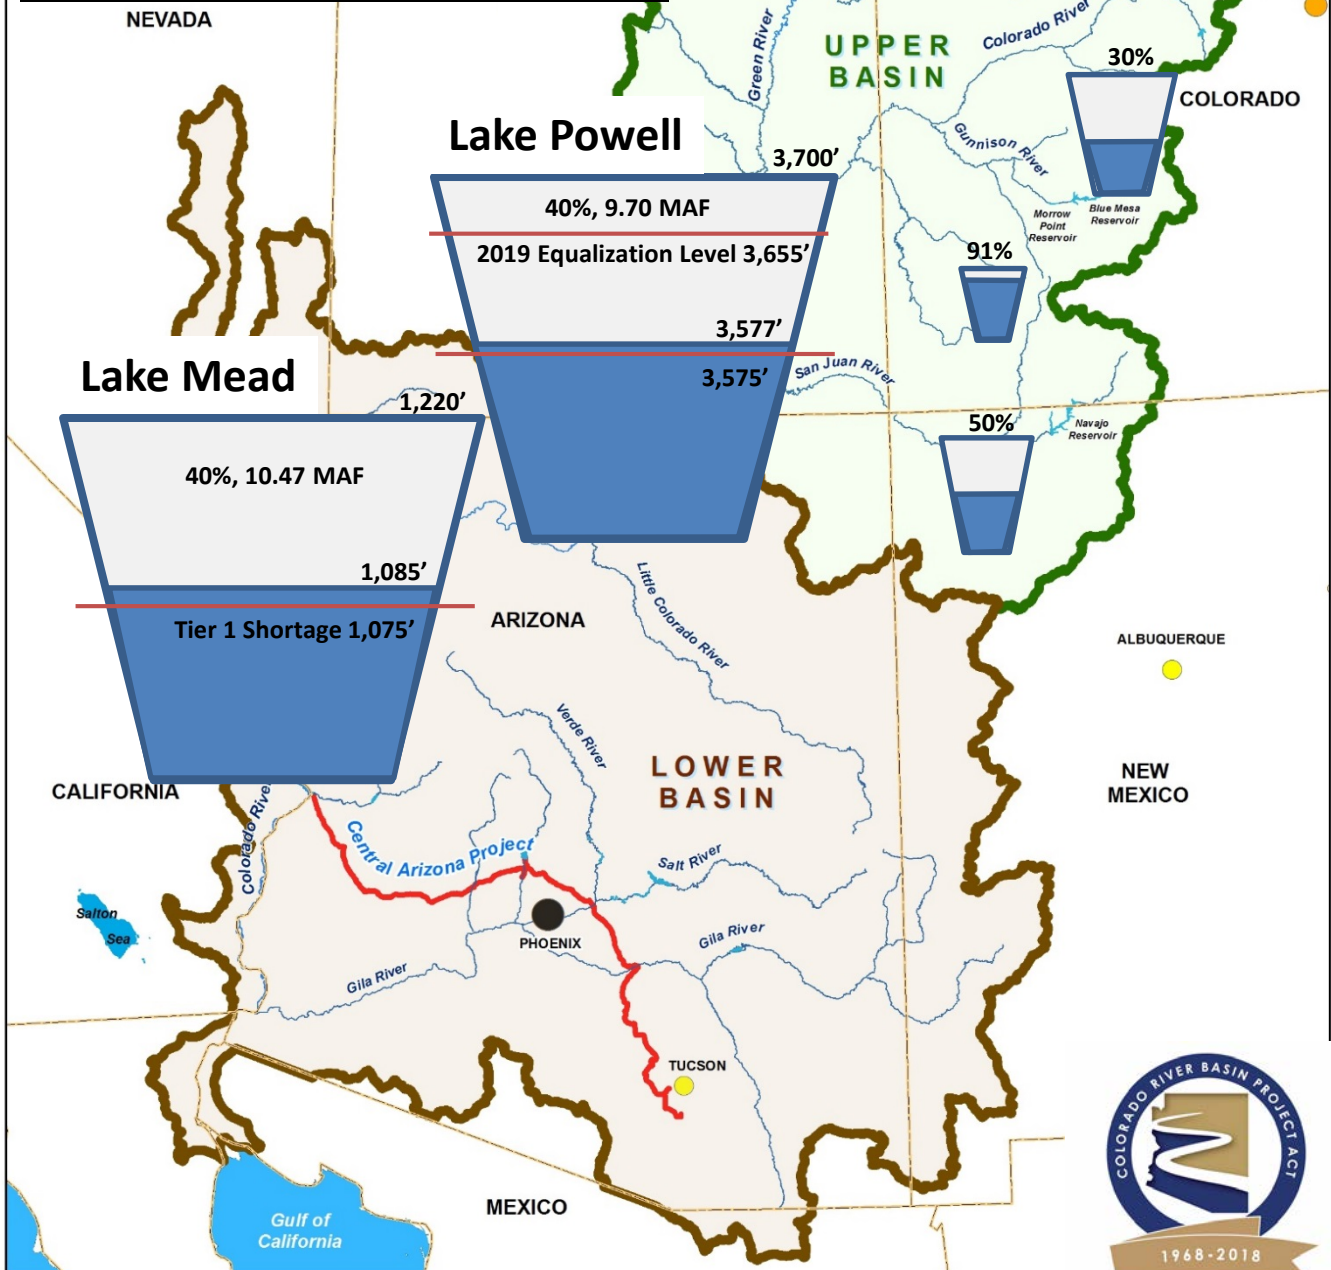 NEVADA
UPPER
BASIN
Green River
Colorado River
30%
COLORADO
Lake Powell
3,700’
Gunnison River
40%, 9.70 MAF
Morrow
Point
Reservoir
Blue Mesa
Reservoir
2019 Equalization Level 3,655’
91%
3,577’
3,575’
San Juan River
Lake Mead
1,220’
50%
Navajo
Reservoir
40%, 10.47 MAF
1,085’
Tier 1 Shortage 1,075’
ARIZONA
Little Colorado River
ALBUQUERQUE
Verde River
LOWER
BASIN
NEW
MEXICO
CALIFORNIA
Colorado River
Central Arizona Project
Salt River
Salton
Sea
PHOENIX
Gila River
Gila River
TUCSON
MEXICO
Gulf of
California
COLORADO RIVER BASIN PROJECT ACT
1968-2018